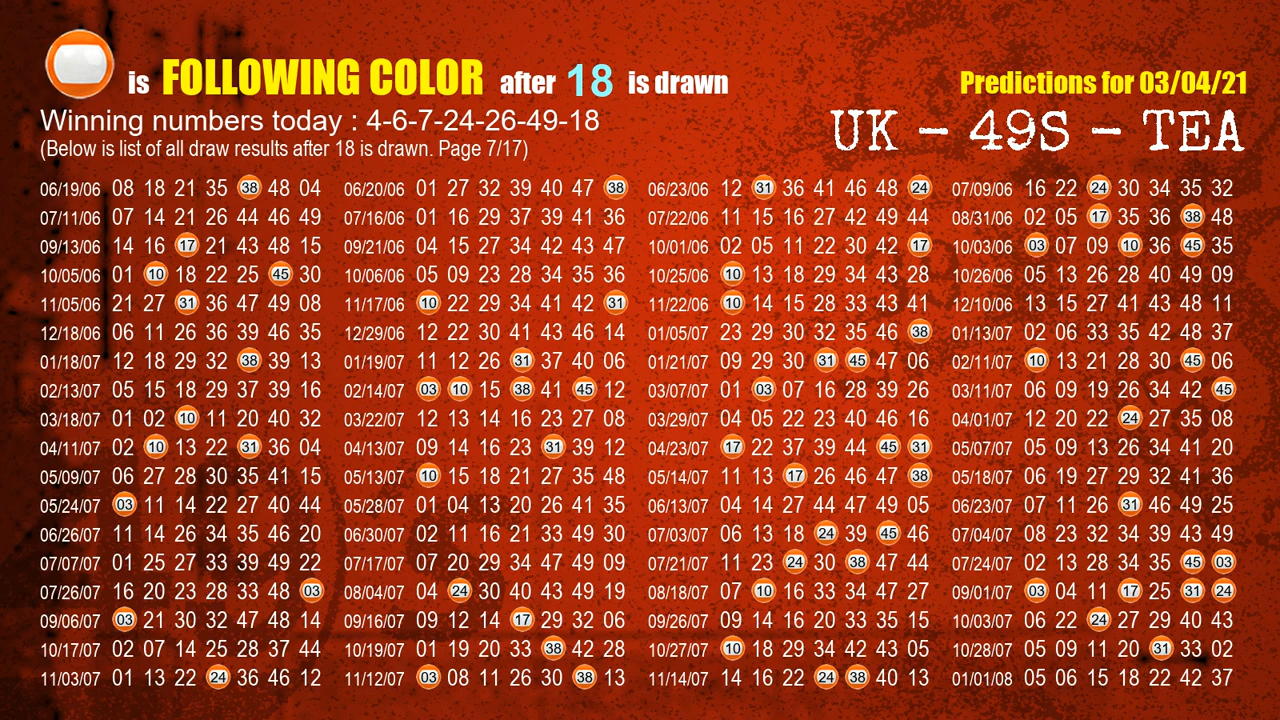 is FOLLOWING COLOR after 18 is drawn
Predictions for 03/04/21
Winning numbers today : 4-6-7-24-26-49-18
UK - 49S - TEA
(Below is list of all draw results after 18 is drawn. Page 7/17)
06/19/06 08 18 21 35 38 48 04 06/20/06 01 27 32 39 40 47 38 06/23/06 12 31 36 41 46 48 24 07/09/06 16 22 24 30 34 35 32
07/11/06 07 14 21 26 44 46 49 07/16/06 01 16 29 37 39 41 36 07/22/06 11 15 16 27 42 49 44 08/31/06 02 05 17 35 36 38 48
09/13/06 14 16 17 21 43 48 15 09/21/06 04 15 27 34 42 43 47 10/01/06 02 05 11 22 30 42 17 10/03/06 03 07 09 10 36 45 35
10/05/06 01 10 18 22 25 45 30 10/06/06 05 09 23 28 34 35 36 10/25/06 10 13 18 29 34 43 28 10/26/06 05 13 26 28 40 49 09
11/05/06 21 27 31 36 47 49 08 11/17/06 10 22 29 34 41 42 31 11/22/06 10 14 15 28 33 43 41 12/10/06 13 15 27 41 43 48 11
12/18/06 06 11 26 36 39 46 35 12/29/06 12 22 30 41 43 46 14 01/05/07 23 29 30 32 35 46 38 01/13/07 02 06 33 35 42 48 37
01/18/07 12 18 29 32 38 39 13 01/19/07 11 12 26 31 37 40 06 01/21/07 09 29 30 31 45 47 06 02/11/07 10 13 21 28 30 45 06
02/13/07 05 15 18 29 37 39 16 02/14/07 03 10 15 38 41 45 12 03/07/07 01 03 07 16 28 39 26 03/11/07 06 09 19 26 34 42 45
03/18/07 01 02 10 11 20 40 32 03/22/07 12 13 14 16 23 27 08 03/29/07 04 05 22 23 40 46 16 04/01/07 12 20 22 24 27 35 08
04/11/07 02 10 13 22 31 36 04 04/13/07 09 14 16 23 31 39 12 04/23/07 17 22 37 39 44 45 31 05/07/07 05 09 13 26 34 41 20
05/09/07 06 27 28 30 35 41 15 05/13/07 10 15 18 21 27 35 48 05/14/07 11 13 17 26 46 47 38 05/18/07 06 19 27 29 32 41 36
05/24/07 03 11 14 22 27 40 44 05/28/07 01 04 13 20 26 41 35 06/13/07 04 14 27 44 47 49 05 06/23/07 07 11 26 31 46 49 25
06/26/07 11 14 26 34 35 46 20 06/30/07 02 11 16 21 33 49 30 07/03/07 06 13 18 24 39 45 46 07/04/07 08 23 32 34 39 43 49
07/07/07 01 25 27 33 39 49 22 07/17/07 07 20 29 34 47 49 09 07/21/07 11 23 24 30 38 47 44 07/24/07 02 13 28 34 35 45 03
07/26/07 16 20 23 28 33 48 03 08/04/07 04 24 30 40 43 49 19 08/18/07 07 10 16 33 34 47 27 09/01/07 03 04 11 17 25 31 24
09/06/07 03 21 30 32 47 48 14 09/16/07 09 12 14 17 29 32 06 09/26/07 09 14 16 20 33 35 15 10/03/07 06 22 24 27 29 40 43
10/17/07 02 07 14 25 28 37 44 10/19/07 01 19 20 33 38 42 28 10/27/07 10 18 29 34 42 43 05 10/28/07 05 09 11 20 31 33 02
11/03/07 01 13 22 24 36 46 12 11/12/07 03 08 11 26 30 38 13 11/14/07 14 16 22 24 38 40 13 01/01/08 05 06 15 18 22 42 37